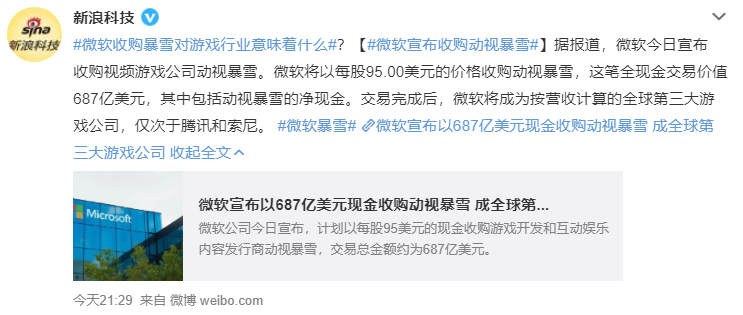 sina
新浪科技
新浪科技
#微软收购暴雪对游戏行业意味着什么#？【#微软宣布收购动视暴雪#】据报道，微软今日宣布
收购视频游戏公司动视暴雪。微软将以每股95.00美元的价格收购动视暴雪，这笔全现金交易价值
687亿美元，其中包括动视暴雪的净现金。交易完成后，微软将成为按营收计算的全球第三大游
戏公司，仅次于腾讯和索尼。 #微软暴雪# 微软宣布以687亿美元现金收购动视暴雪 成全球第
三大游戏公司 收起全文
Microsoft
微软宣布以687亿美元现金收购动视暴雪 成全球第...
微软公司今日宣布，计划以每股95美元的现金收购游戏开发和互动娱乐
内容发行商动视暴雪，交易总金额约为687亿美元。
今天21:29 来自 微博 weibo.com